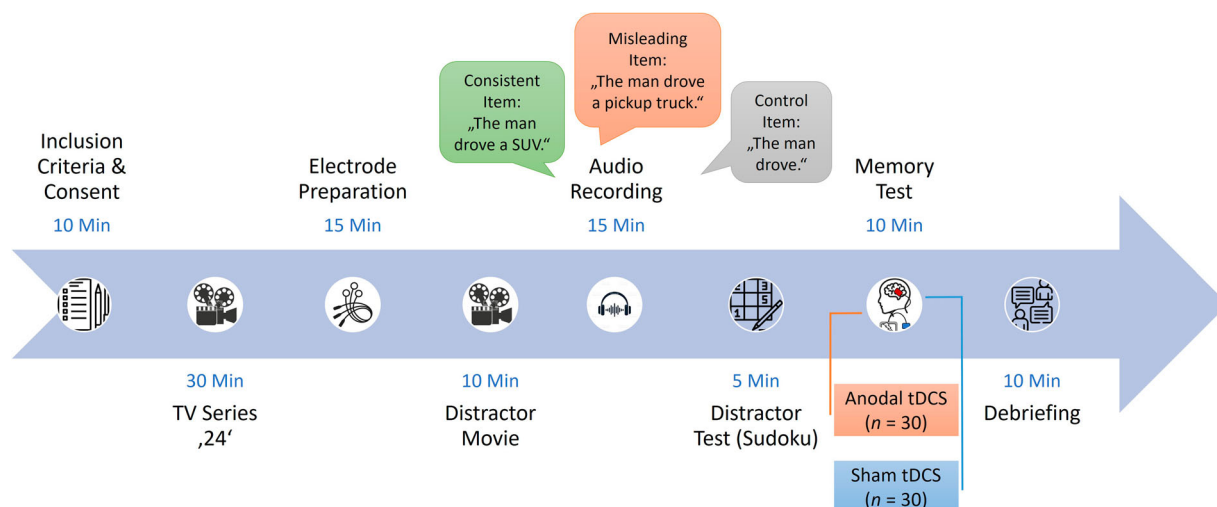 Inclusion
Criteria &
Consent
10 Min
30 Min
TV Series
‚24‘
Electrode
Preparation
15 Min
10 Min
Distractor
Movie
Consistent
Item:
„The man
drove a SUV.“
Misleading
Item:
„The man drove
a pickup truck.“
Control
Item:
„The man
drove.“
Audio
Recording
15 Min
5 Min
Distractor
Test (Sudoku)
Memory
Test
10 Min
Anodal tDCS
(n = 30)
Sham tDCS
(n = 30)
10 Min
Debriefing